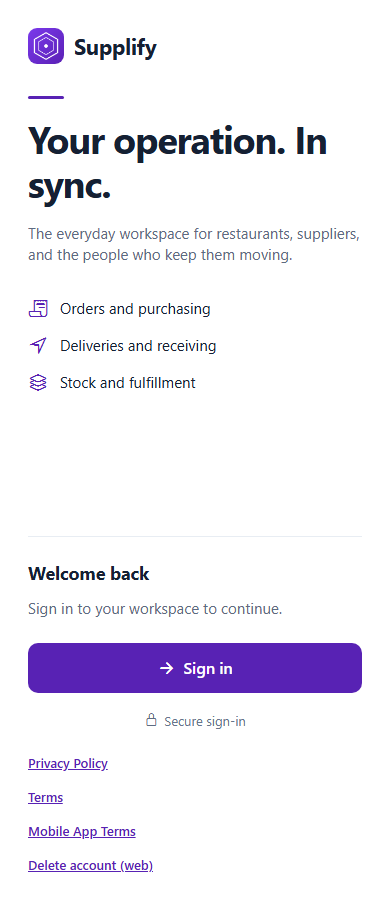 Supplify
Your operation. In
sync.
The everyday workspace for restaurants, suppliers,
and the people who keep them moving.
Orders and purchasing
Deliveries and receiving
Stock and fulfillment
Welcome back
Sign in to your workspace to continue.
Sign in
Secure sign-in
Privacy Policy
Terms
Mobile App Terms
Delete account (web)